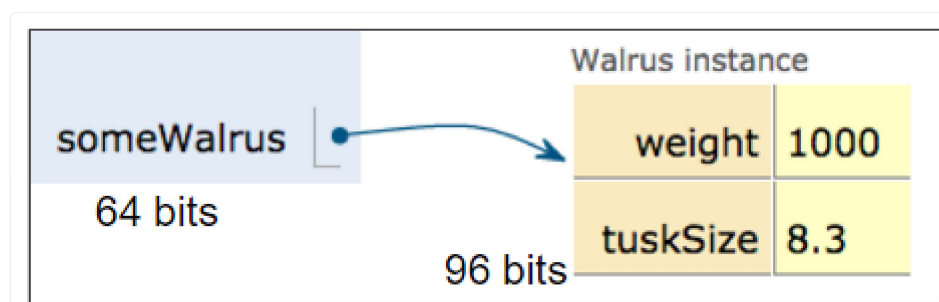 Walrus instance
someWalrus
weight 1000
64 bits
tuskSize 8.3
96 bits